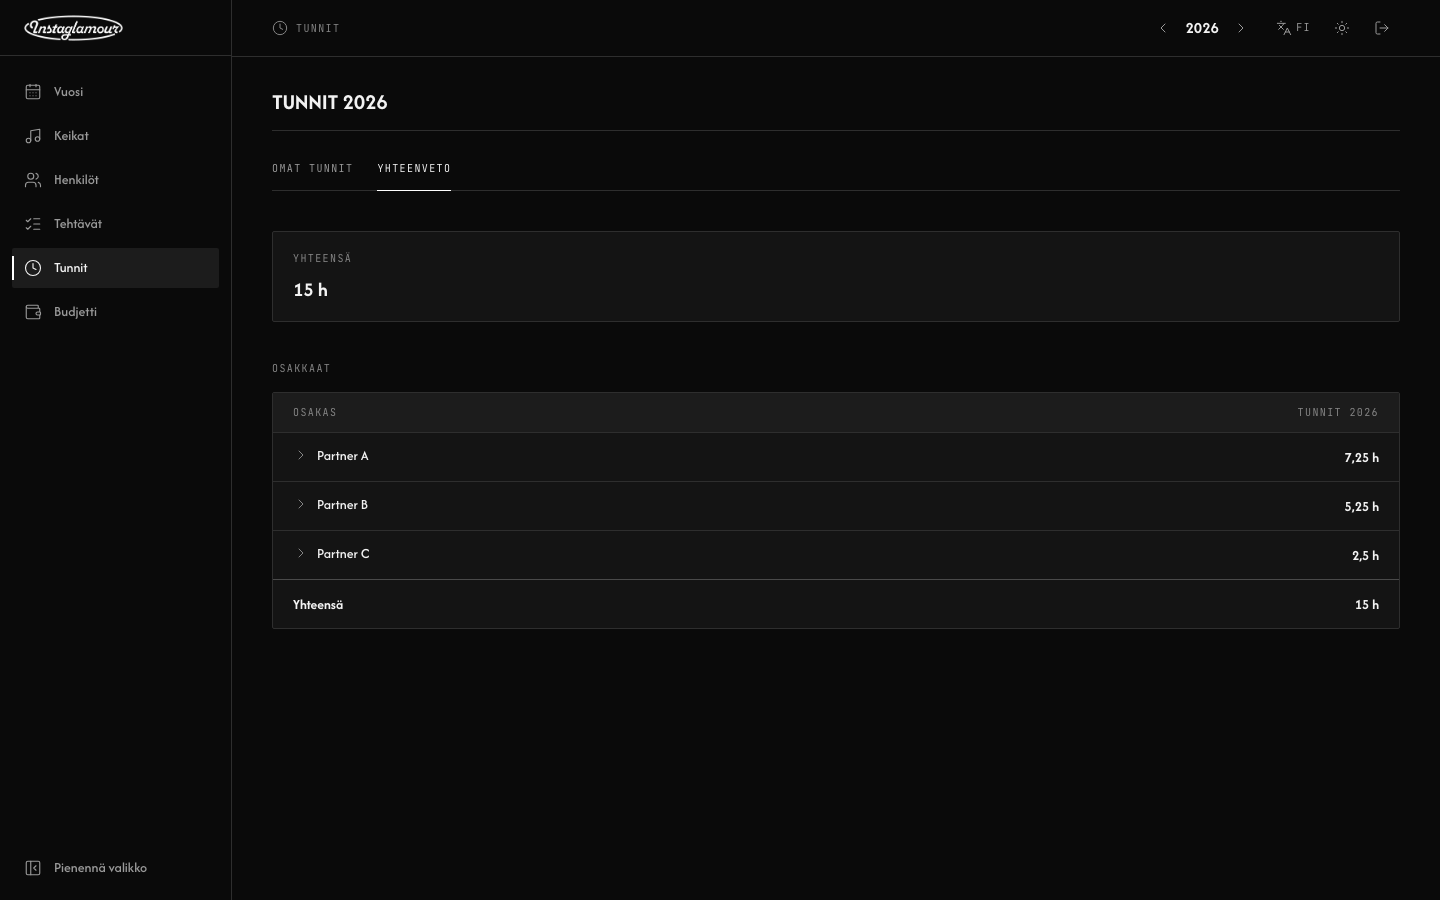 Instaglamour
TUNNIT
2026
FI
Vuosi
Keikat
Henkilöt
Tehtävät
Tunnit
Budjetti
Pienennä valikko
TUNNIT 2026
OMAT TUNNIT YHTEENVETO
YHTEENSÄ
15 h
OSAKKAAT
OSAKAS TUNNIT 2026
Partner A 7,25 h
Partner B 5,25 h
Partner C 2,5 h
Yhteensä 15 h